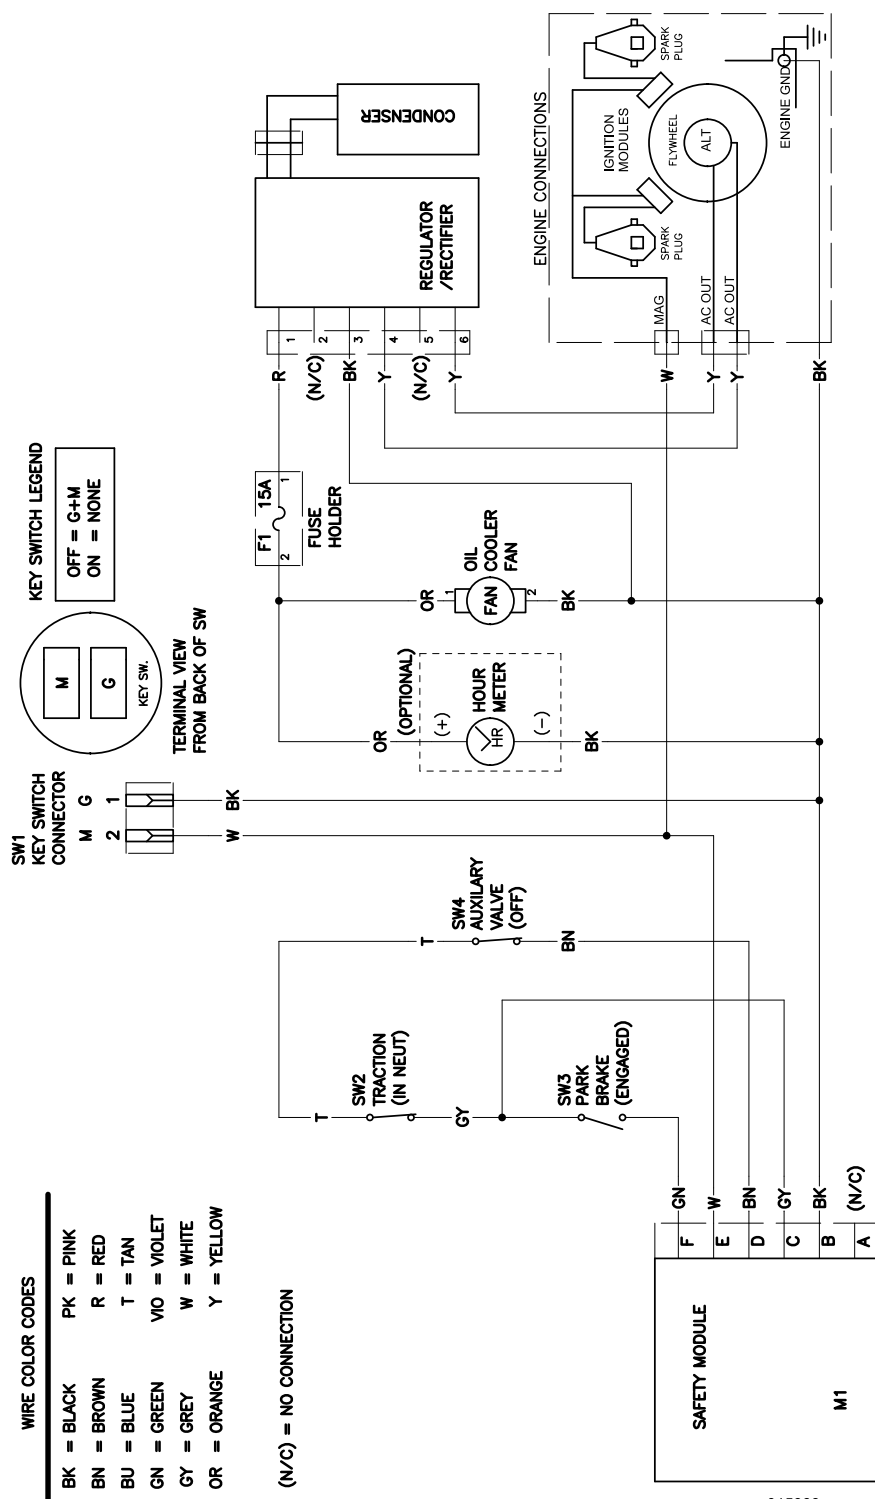 WIRE COLOR CODES
BK = BLACK PK = PINK
BN = BROWN R = RED
BU = BLUE T = TAN
GN = GREEN VIO = VIOLET
GY = GREY W = WHITE
OR = ORANGE Y = YELLOW
(N/C) = NO CONNECTION
SW1
KEY SWITCH
CONNECTOR
M G
2 1
W BK
M
G
KEY SW.
TERMINAL VIEW
FROM BACK OF SW
KEY SWITCH LEGEND
OFF = G+M
ON = NONE
T
SW2
TRACTION
(IN NEUT)
GY
T
SW4
AUXILARY
VALVE
(OFF)
BN
SW3
PARK
BRAKE
(ENGAGED)
OR
(OPTIONAL)
(+)
HOUR
METER
HR
(-)
BK
OR
1
OIL
COOLER
FAN
FAN
2
BK
F1 15A
2 1
FUSE
HOLDER
R
(N/C)
BK
Y
(N/C)
Y
1
2
3
4
5
6
REGULATOR
/RECTIFIER
CONDENSER
ENGINE CONNECTIONS
SPARK
PLUG
SPARK
PLUG
IGNITION
MODULES
FLYWHEEL
ALT
ENGINE GND
MAG
AC OUT
AC OUT
W
Y
Y
BK
GN
W
BN
GY
BK
(N/C)
F
E
D
C
B
A
SAFETY MODULE
M1